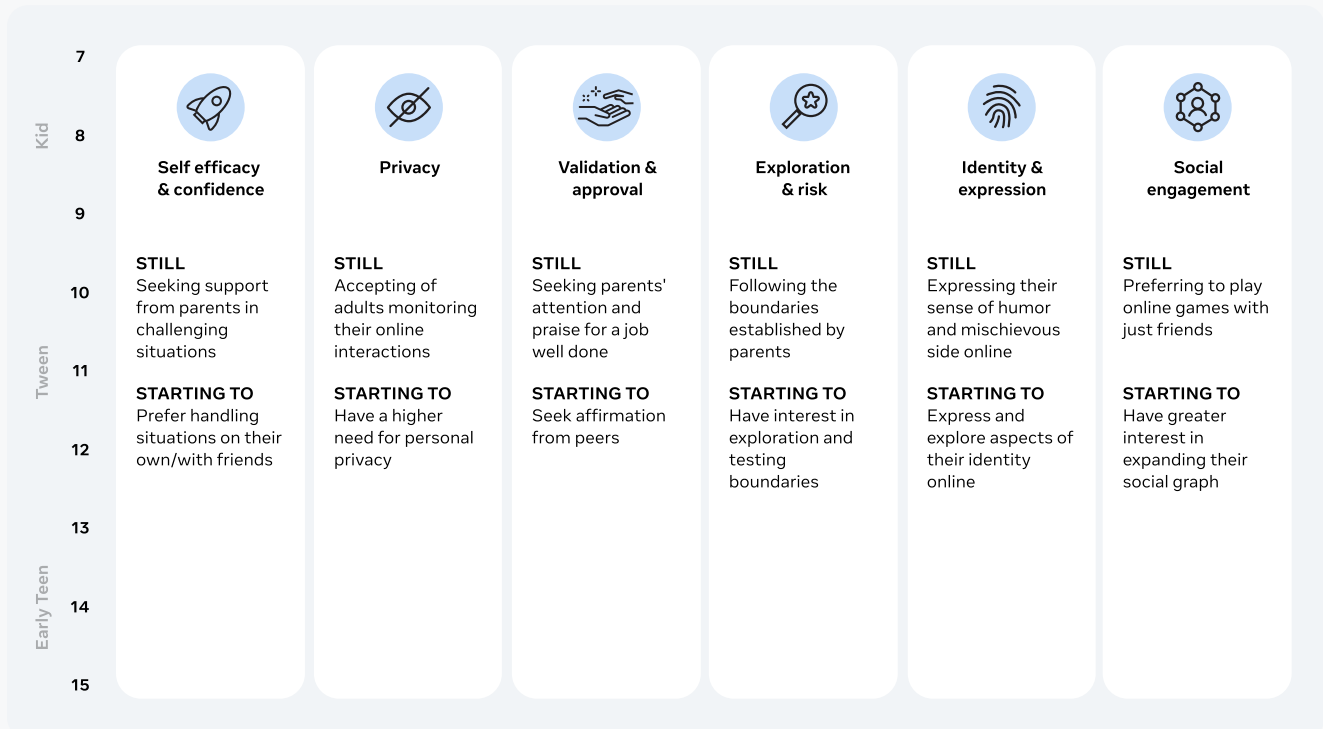 7
8
9
10
11
12
13
14
15
Kid
Tween
Early Teen
Self efficacy
& confidence
STILL
Seeking support
from parents in
challenging
situations
STARTING TO
Prefer handling
situations on their
own/with friends
Privacy
STILL
Accepting of
adults monitoring
their online
interactions
STARTING TO
Have a higher
need for personal
privacy
Validation &
approval
STILL
Seeking parents'
attention and
praise for a job
well done
STARTING TO
Seek affirmation
from peers
Exploration
& risk
STILL
Following the
boundaries
established by
parents
STARTING TO
Have interest in
exploration and
testing
boundaries
Identity &
expression
STILL
Expressing their
sense of humor
and mischievous
side online
STARTING TO
Express and
explore aspects of
their identity
online
Social
engagement
STILL
Preferring to play
online games with
just friends
STARTING TO
Have greater
interest in
expanding their
social graph